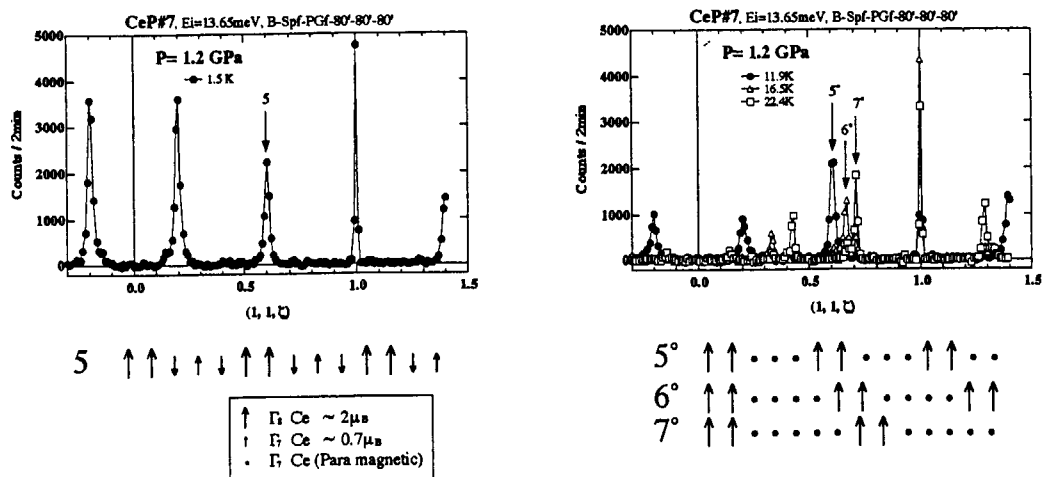 CeP#7, Ei=13.65meV, B-Spf-PGf-80'-80'-80'
5000
P= 1.2 GPa
1.5 K
4000
5
3000
Counts / 2min
2000
1000
0
0.0
0.5
1.0
1.5
(1, 1, ζ)
5
Γ₈ Ce ~ 2μB
Γ₇ Ce ~ 0.7μB
Γ₇ Ce (Para magnetic)
CeP#7, Ei=13.65meV, B-Spf-PGf-80'-80'-80'
5000
P= 1.2 GPa
11.9K
16.5K
22.4K
4000
5°
7°
6°
3000
Counts / 2min
2000
1000
0
0.0
0.5
1.0
1.5
(1, 1, ζ)
5°
6°
7°